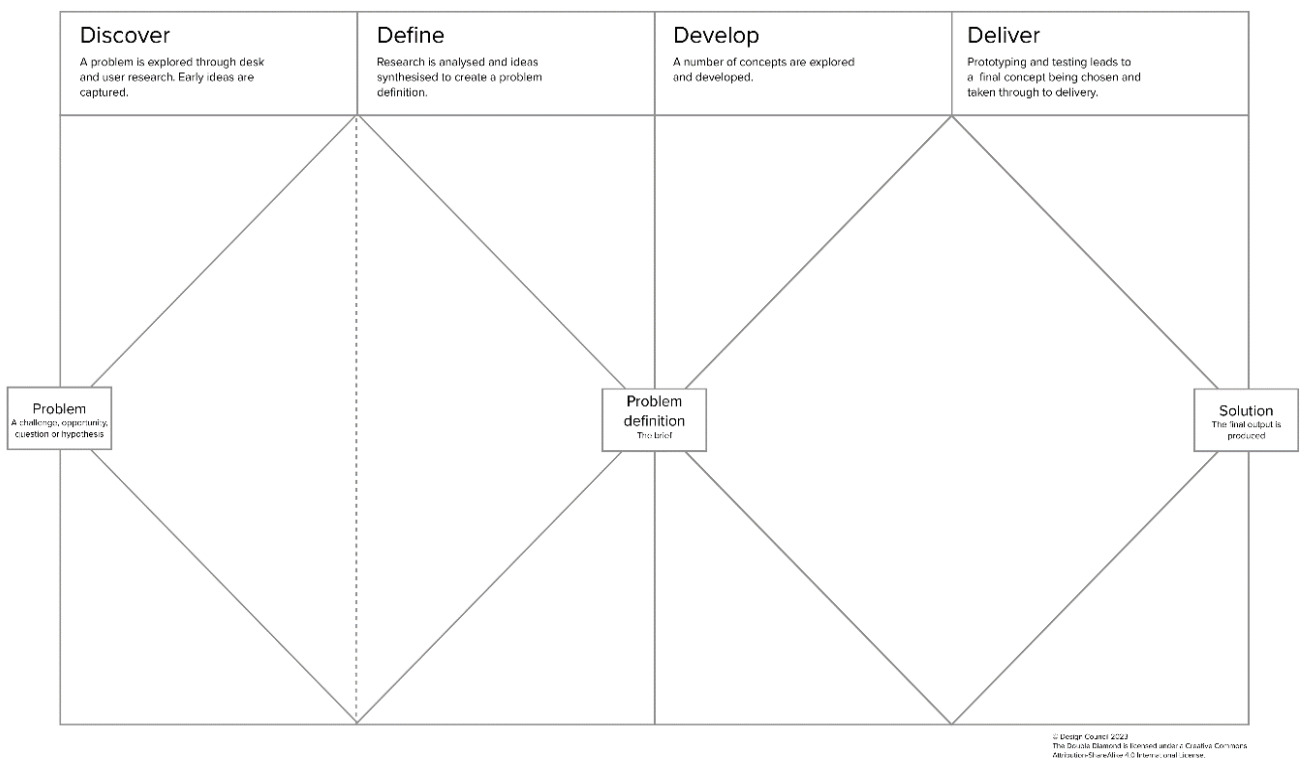 Discover
A problem is explored through desk
and user research. Early ideas are
captured.
Define
Research is analysed and ideas
synthesised to create a problem
definition.
Develop
A number of concepts are explored
and developed.
Deliver
Prototyping and testing leads to
a final concept being chosen and
taken through to delivery.
Problem
A challenge, opportunity,
question or hypothesis
Problem
definition
The brief
Solution
The final output is
produced
© Design Council 2023
The Double Diamond is licensed under a Creative Commons
Attribution-ShareAlike 4.0 International License.